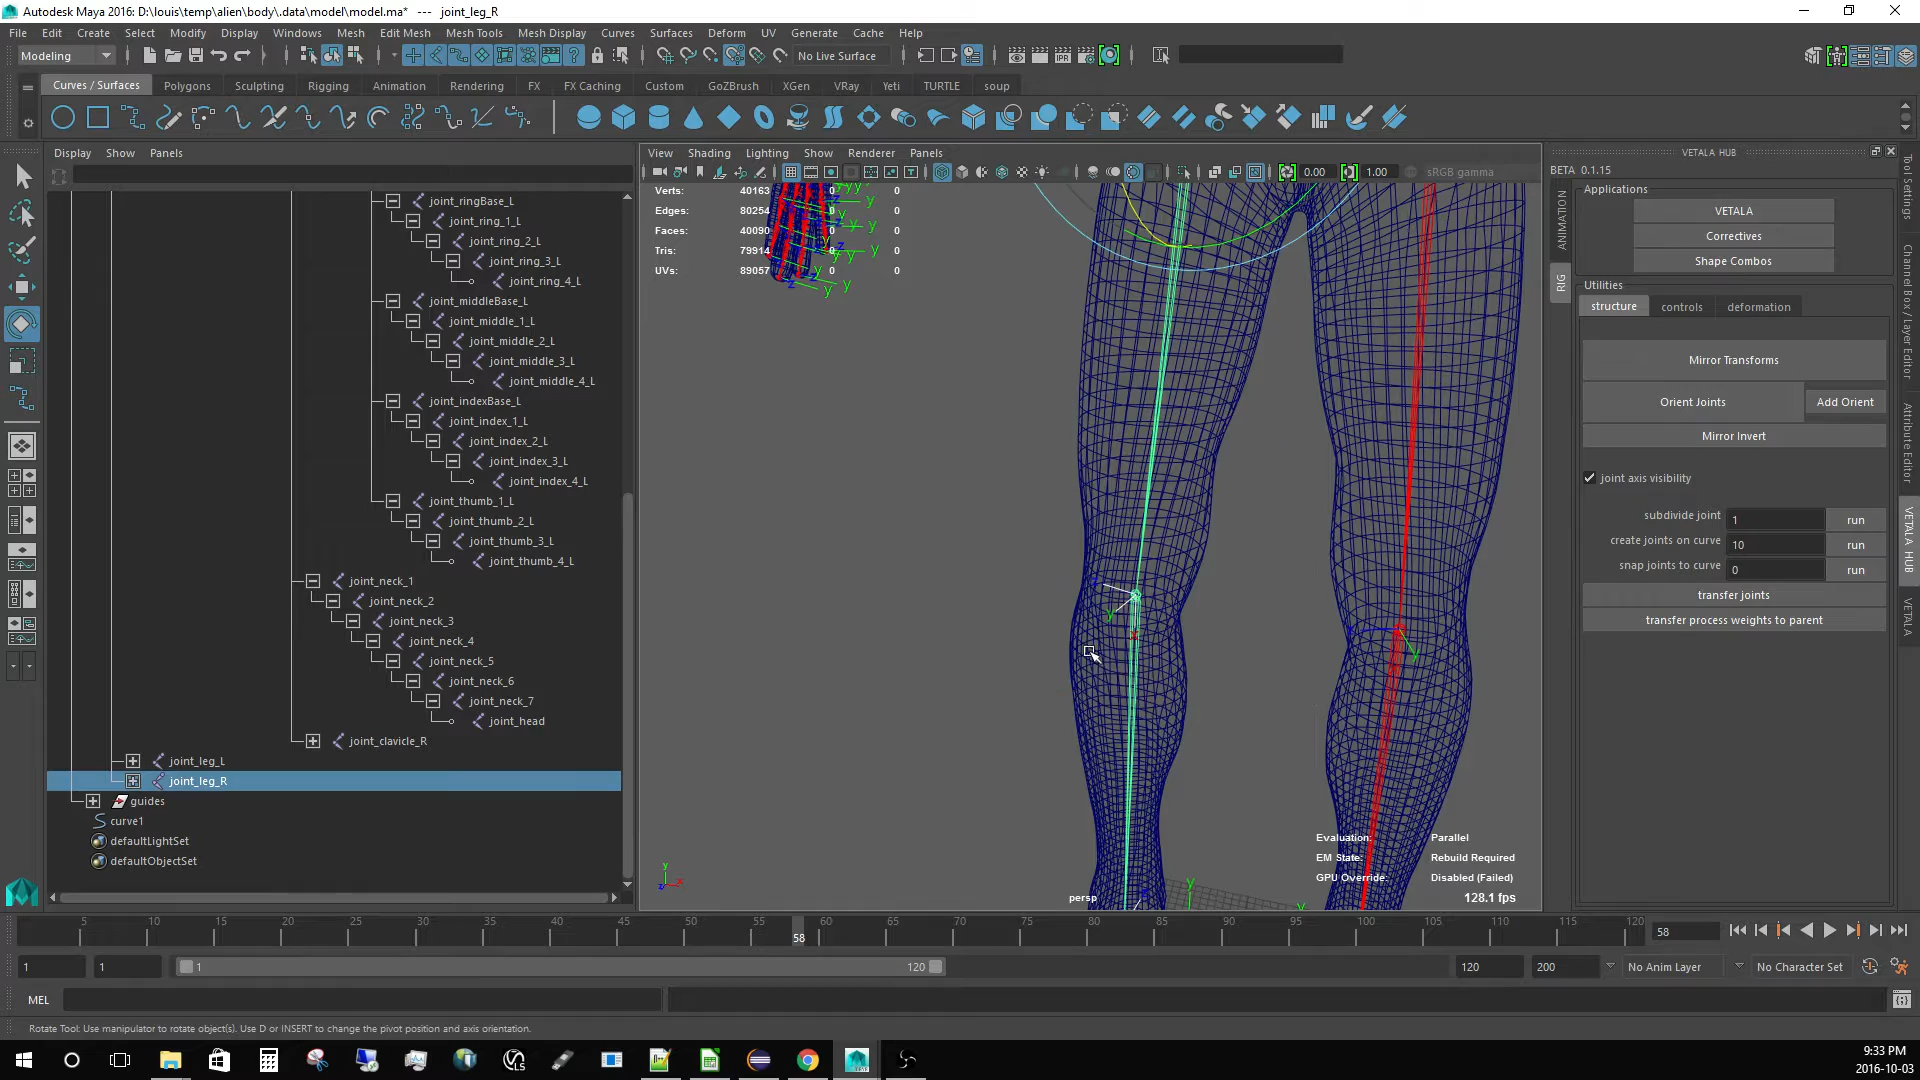 Autodesk Maya 2016: D:\louis\temp\alien\body\.data\model\model.ma* --- joint_leg_R
File Edit Create Select Modify Display Windows Mesh Edit Mesh Mesh Tools Mesh Display Curves Surfaces Deform UV Generate Cache Help
Modeling No Live Surface
Curves / Surfaces Polygons Sculpting Rigging Animation Rendering FX FX Caching Custom GoZBrush XGen VRay Yeti TURTLE soup
Display Show Panels
joint_ringBase_L
joint_ring_1_L
joint_ring_2_L
joint_ring_3_L
joint_ring_4_L
joint_middleBase_L
joint_middle_1_L
joint_middle_2_L
joint_middle_3_L
joint_middle_4_L
joint_indexBase_L
joint_index_1_L
joint_index_2_L
joint_index_3_L
joint_index_4_L
joint_thumb_1_L
joint_thumb_2_L
joint_thumb_3_L
joint_thumb_4_L
joint_neck_1
joint_neck_2
joint_neck_3
joint_neck_4
joint_neck_5
joint_neck_6
joint_neck_7
joint_head
joint_clavicle_R
joint_leg_L
joint_leg_R
guides
curve1
defaultLightSet
defaultObjectSet
View Shading Lighting Show Renderer Panels
0.00 1.00 sRGB gamma
Verts: 40163 0 0
Edges: 80254 0 0
Faces: 40090 0 0
Tris: 79914 0 0
UVs: 89057 0 0
Evaluation: Parallel
EM State: Rebuild Required
GPU Override: Disabled (Failed)
128.1 fps
persp
VETALA HUB
BETA 0.1.15
Applications
VETALA
Correctives
Shape Combos
Utilities
structure controls deformation
Mirror Transforms
Orient Joints Add Orient
Mirror Invert
joint axis visibility
subdivide joint 1 run
create joints on curve 10 run
snap joints to curve 0 run
transfer joints
transfer process weights to parent
ANIMATION
RIG
Tool Settings
Channel Box / Layer Editor
Attribute Editor
VETALA HUB
VETALA
5 10 15 20 25 30 35 40 45 50 55 60 65 70 75 80 85 90 95 100 105 110 115 120
58
58
1 1 1 120 120 200 No Anim Layer No Character Set
MEL
Rotate Tool: Use manipulator to rotate object(s). Use D or INSERT to change the pivot position and axis orientation.
9:33 PM
2016-10-03